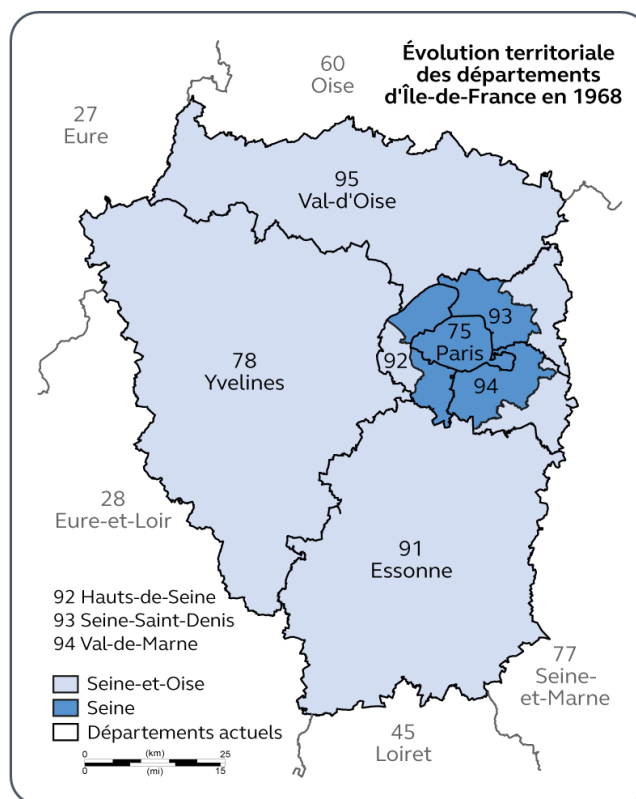 Évolution territoriale
des départements
d'Île-de-France en 1968
60
Oise
27
Eure
95
Val-d'Oise
93
75
Paris
92
94
78
Yvelines
28
Eure-et-Loir
91
Essonne
92 Hauts-de-Seine
93 Seine-Saint-Denis
94 Val-de-Marne
77
Seine-
et-Marne
Seine-et-Oise
Seine
Départements actuels
45
Loiret
0 (km) 25
0 (mi) 15